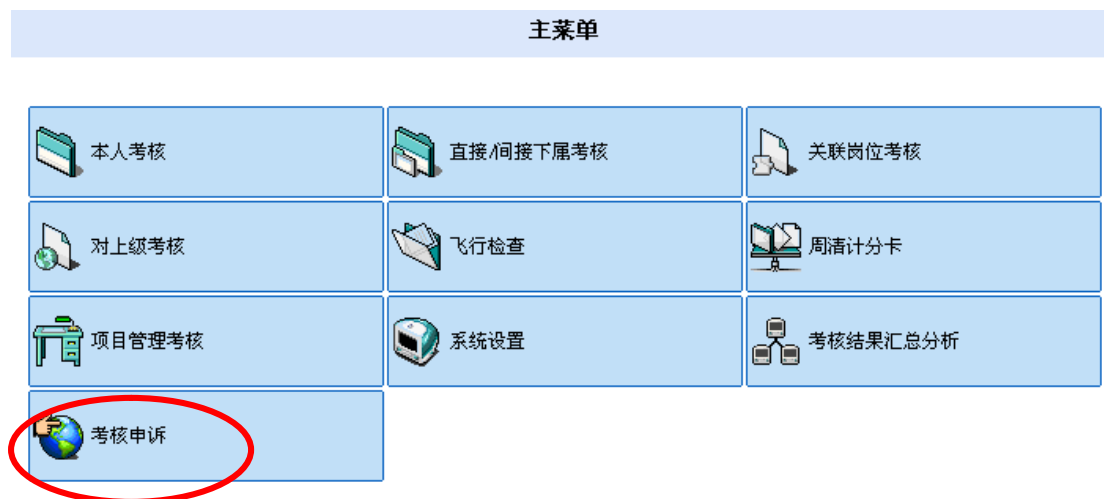 主菜单
本人考核
直接/间接下属考核
关联岗位考核
对上级考核
飞行检查
周清计分卡
项目管理考核
系统设置
考核结果汇总分析
考核申诉